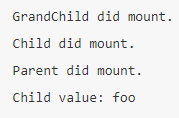 GrandChild did mount.
Child did mount.
Parent did mount.
Child value: foo